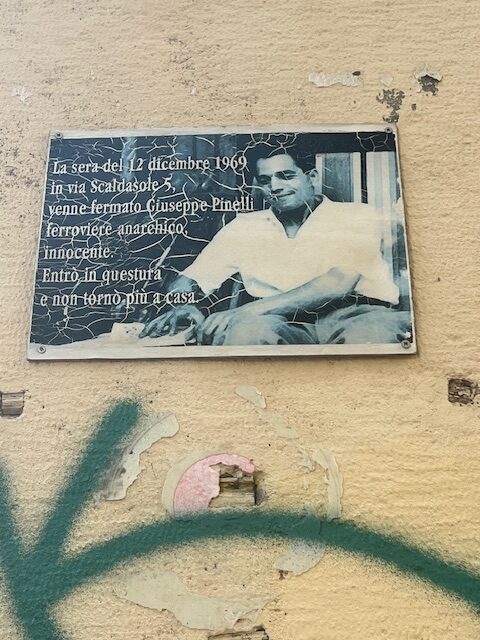 La sera del 12 dicembre 1969
in via Scaldasole 5,
venne fermato Giuseppe Pinelli
ferroviere anarchico,
innocente.
Entrò in questura
e non tornò più a casa.